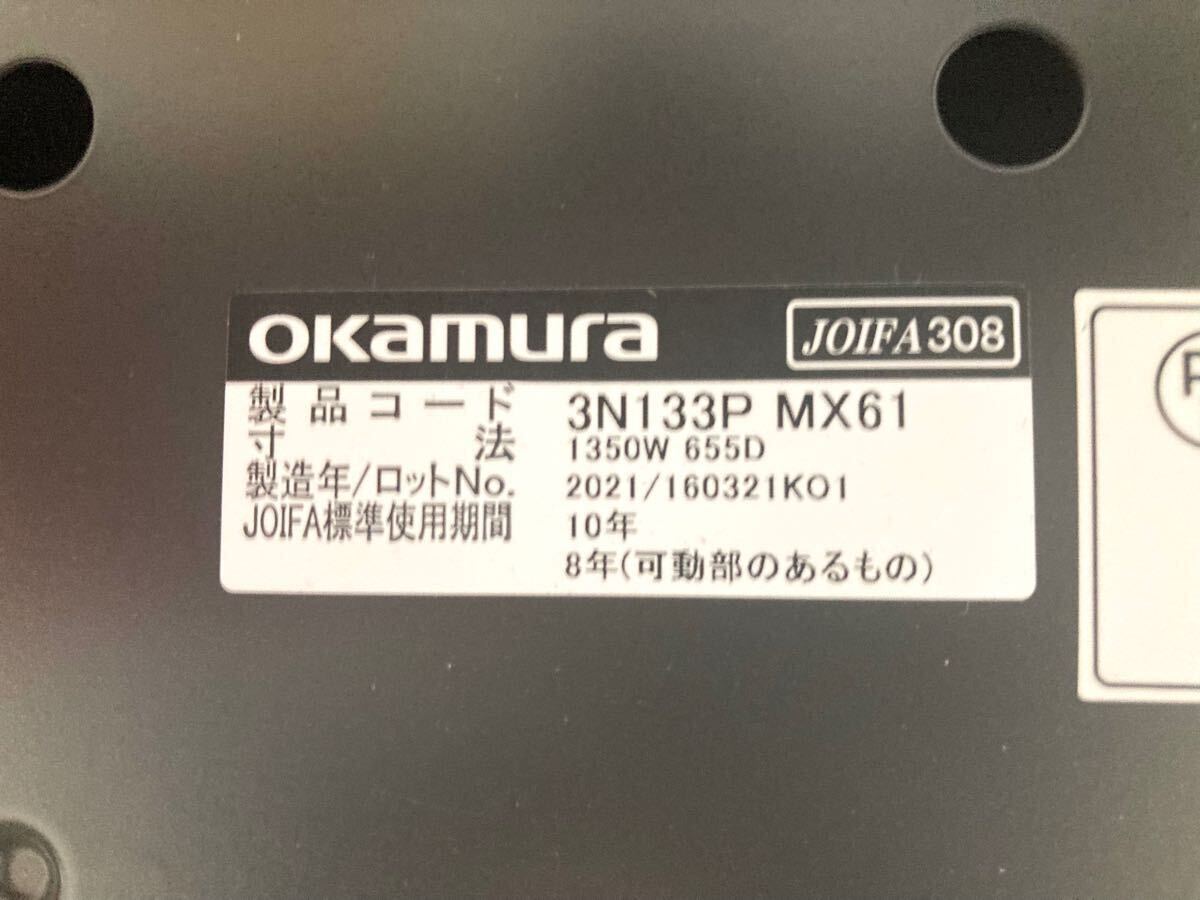 okamura JOIFA308
製品コード 3N133P MX61
寸法 1350W 655D
製造年/ロットNo. 2021/160321K01
JOIFA標準使用期間 10年
8年(可動部のあるもの)